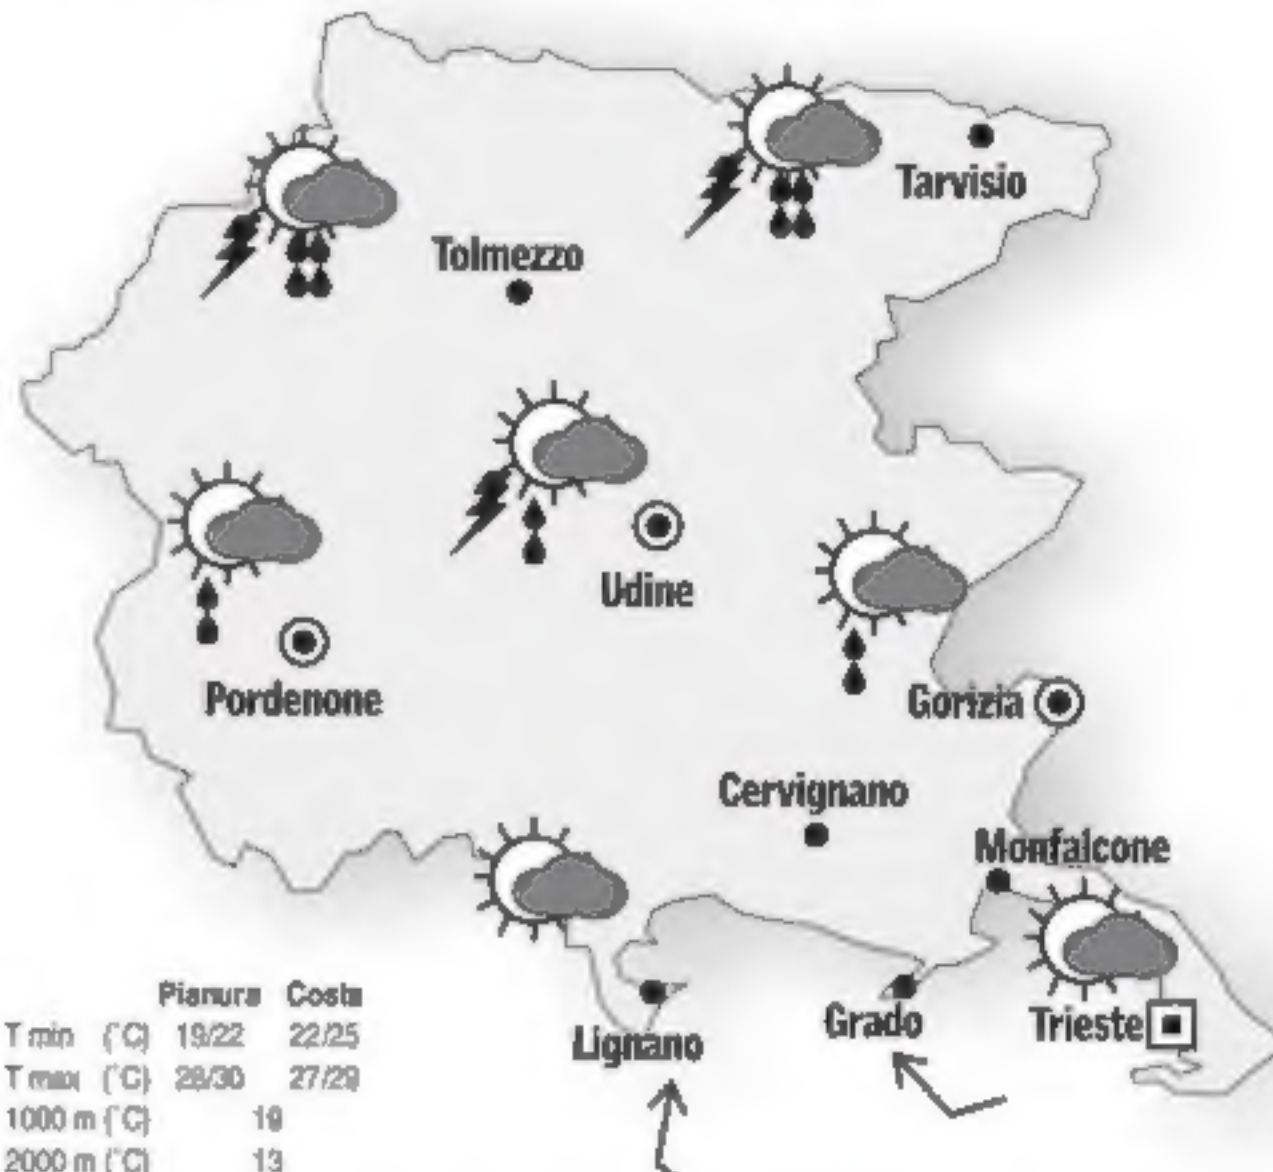 Tarvisio
Tolmezzo
Udine
Pordenone
Gorizia
Cervignano
Monfalcone
Grado
Trieste
Lignano
Pianura Costa
T min (°C) 19/22 22/25
T max (°C) 28/30 27/29
1000 m (°C) 19
2000 m (°C) 13